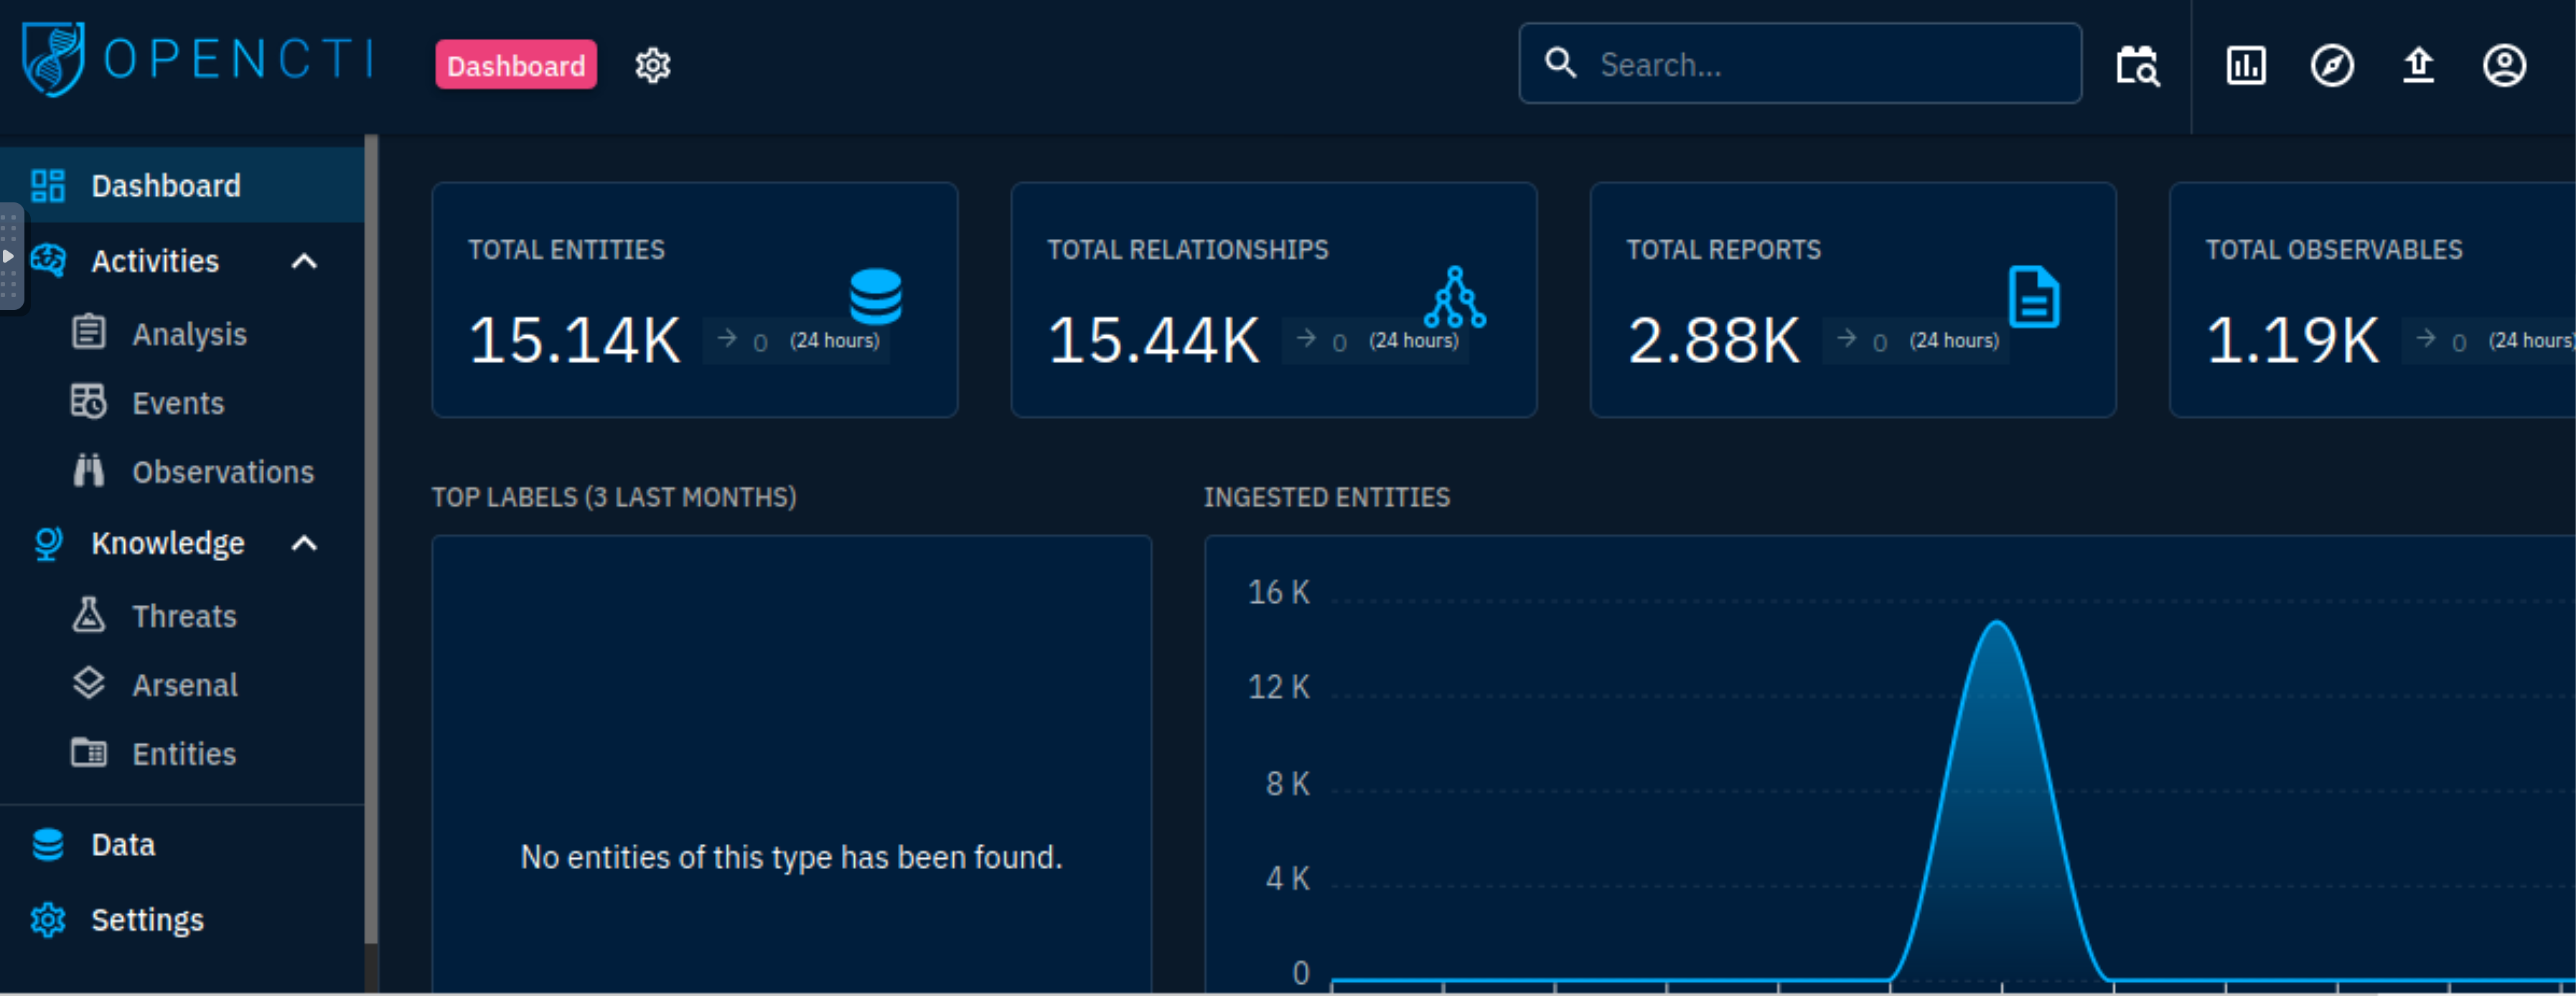 OPENCTI
Dashboard
Search...
Dashboard
Activities
Analysis
Events
Observations
Knowledge
Threats
Arsenal
Entities
Data
Settings
TOTAL ENTITIES
15.14K 0 (24 hours)
TOTAL RELATIONSHIPS
15.44K 0 (24 hours)
TOTAL REPORTS
2.88K 0 (24 hours)
TOTAL OBSERVABLES
1.19K 0 (24 hours)
TOP LABELS (3 LAST MONTHS)
No entities of this type has been found.
INGESTED ENTITIES
16 K
12 K
8 K
4 K
0